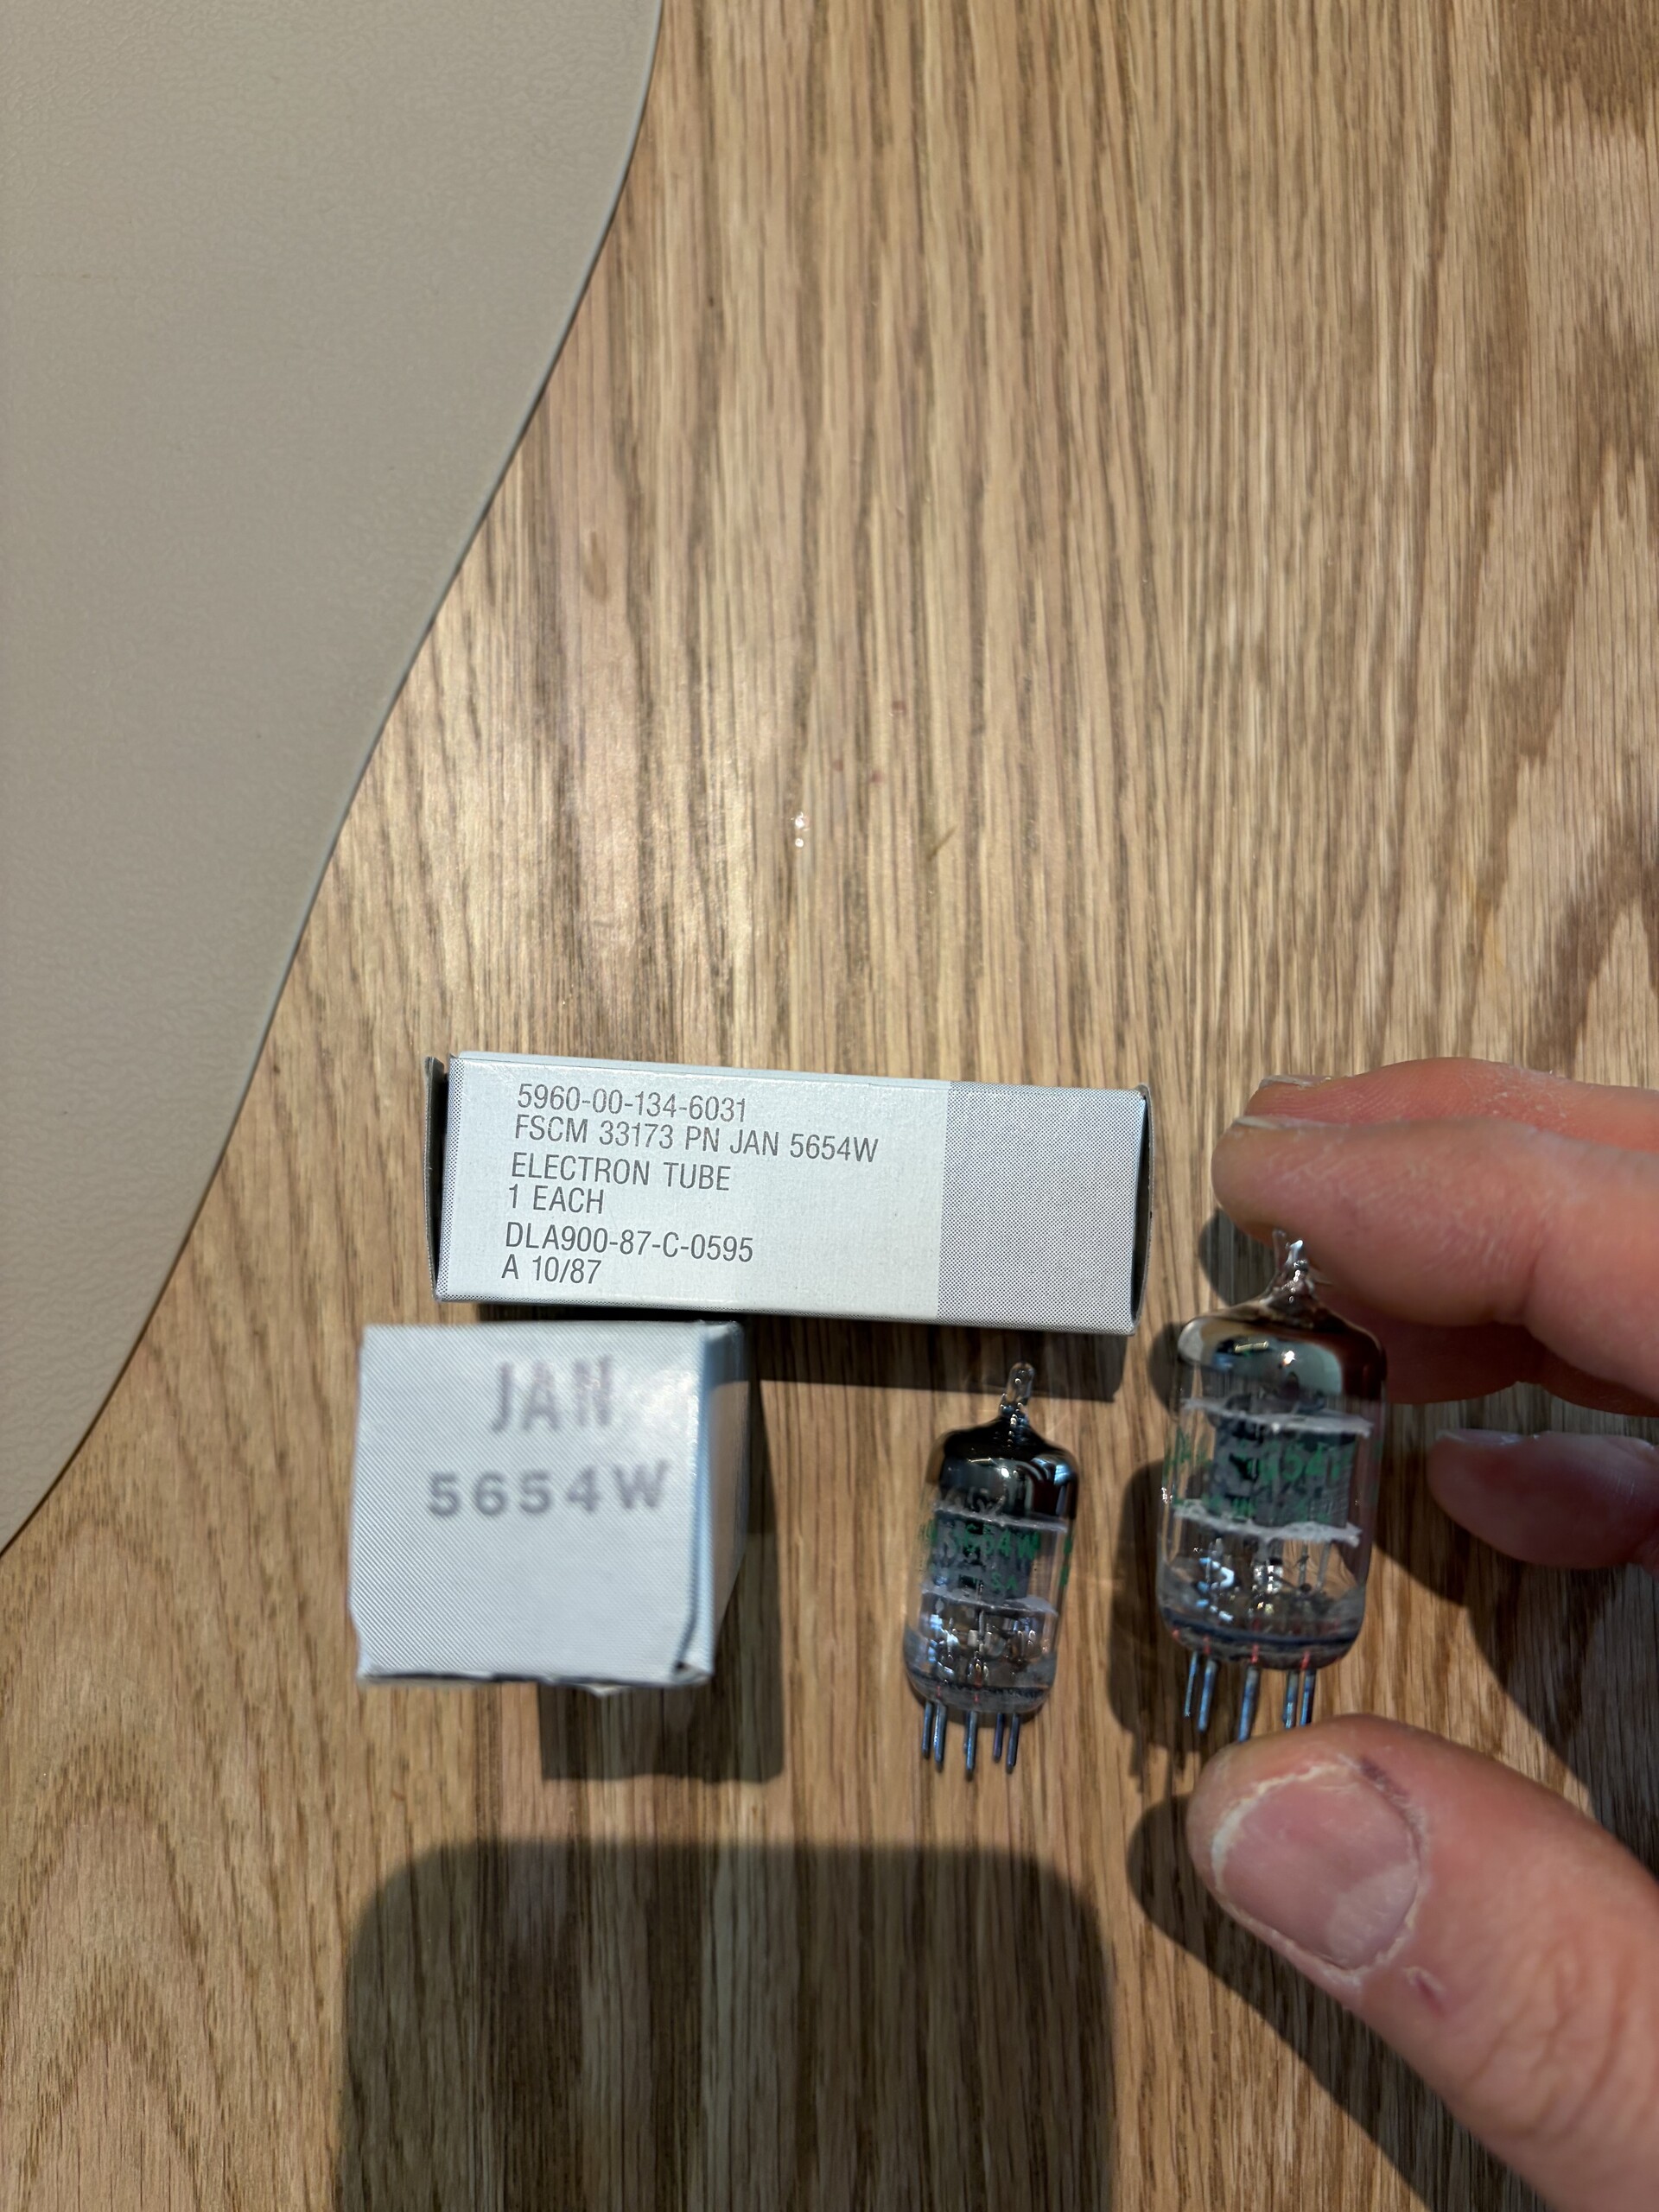 5960-00-134-6031
FSCM 33173 PN JAN 5654W
ELECTRON TUBE
1 EACH
DLA900-87-C-0595
A 10/87
JAN
5654W
5654W